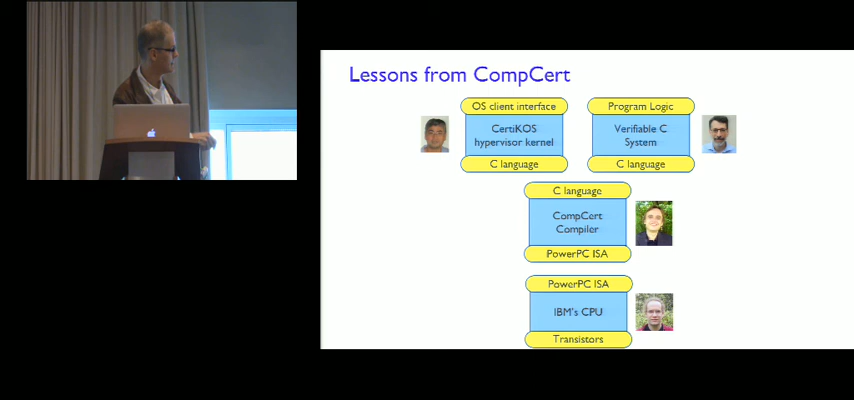 Lessons from CompCert
OS client interface
CertiKOS
hypervisor kernel
C language
Program Logic
Verifiable C
System
C language
C language
CompCert
Compiler
PowerPC ISA
PowerPC ISA
IBM's CPU
Transistors